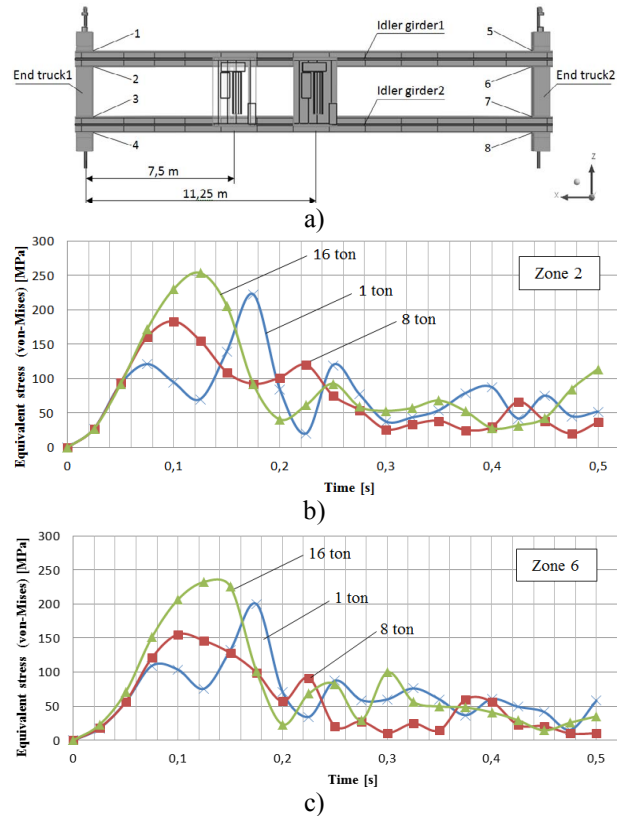 1
5
Idler girder1
End truck1
2
6
End truck2
3
7
Idler girder2
4
8
7,5 m
11,25 m
z
x
a)
Equivalent stress (von-Mises) [MPa]
300
250
200
150
100
50
0
16 ton
1 ton
8 ton
Zone 2
0
0,1
0,2
0,3
0,4
0,5
Time [s]
b)
Equivalent stress (von-Mises) [MPa]
300
250
200
150
100
50
0
16 ton
1 ton
8 ton
Zone 6
0
0,1
0,2
0,3
0,4
0,5
Time [s]
c)